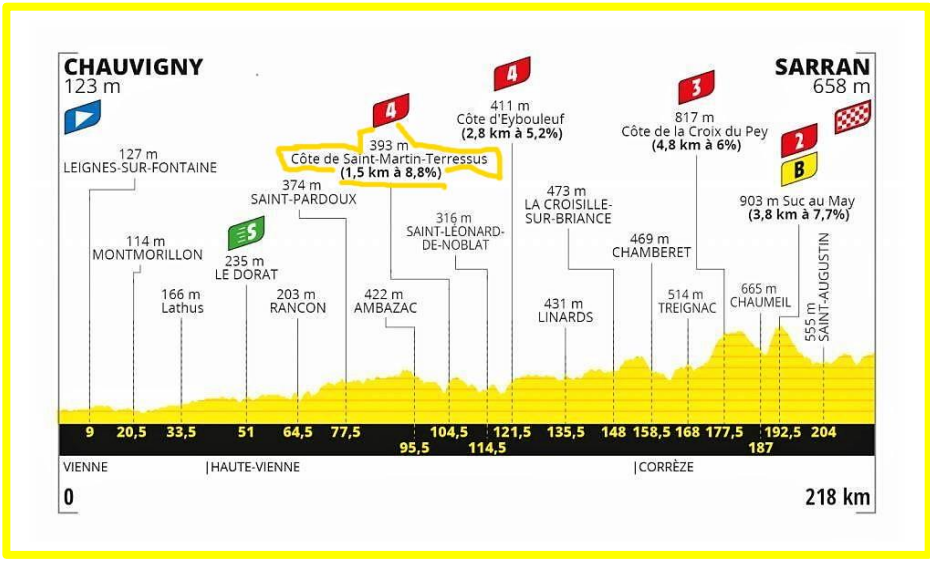 CHAUVIGNY
123 m
SARRAN
658 m
4
393 m
Côte de Saint-Martin-Terressus
(1,5 km à 8,8%)
4
411 m
Côte d'Eybouleuf
(2,8 km à 5,2%)
3
817 m
Côte de la Croix du Pey
(4,8 km à 6%)
2
B
903 m Suc au May
(3,8 km à 7,7%)
127 m
LEIGNES-SUR-FONTAINE
114 m
MONTMORILLON
166 m
Lathus
S
235 m
LE DORAT
203 m
RANCON
374 m
SAINT-PARDOUX
422 m
AMBAZAC
316 m
SAINT-LÉONARD-
DE-NOBLAT
431 m
LINARDS
473 m
LA CROISILLE-
SUR-BRIANCE
469 m
CHAMBERET
514 m
TREIGNAC
665 m
CHAUMEIL
555 m
SAINT-AUGUSTIN
9 20,5 33,5 51 64,5 77,5 104,5 121,5 135,5 148 158,5 168 177,5 192,5 204
95,5 114,5 187
VIENNE |HAUTE-VIENNE |CORRÈZE
0 218 km